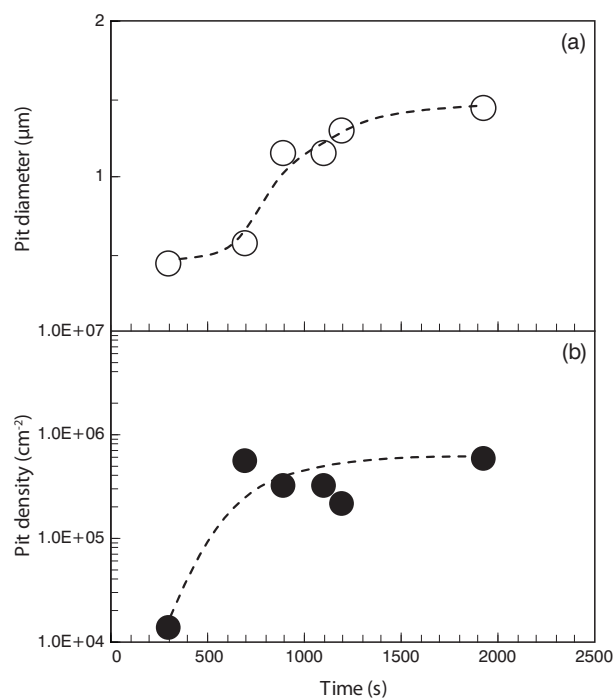 (a)
2
1
Pit diameter (µm)
1.0E+07
(b)
1.0E+06
1.0E+05
1.0E+04
Pit density (cm-2)
0 500 1000 1500 2000 2500
Time (s)